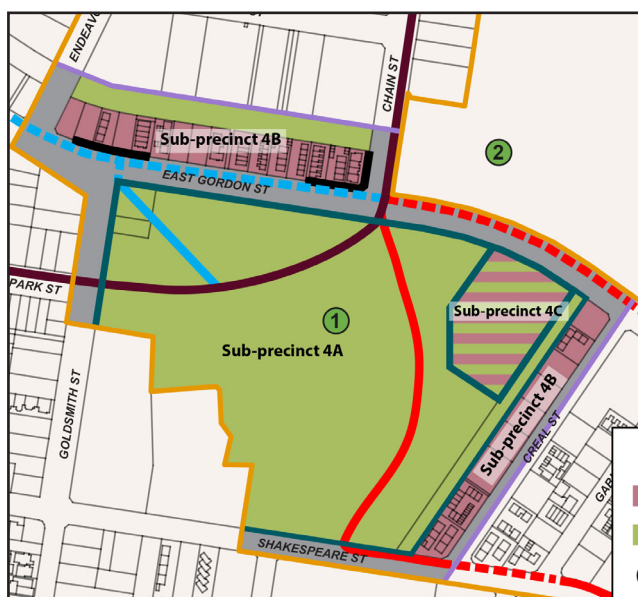 CHAIN ST
Sub-precinct 4B
2
EAST GORDON ST
PARK ST
Sub-precinct 4C
1
Sub-precinct 4A
GOLDSMITH ST
Sub-precinct 4B
CREAL ST
SHAKESPEARE ST